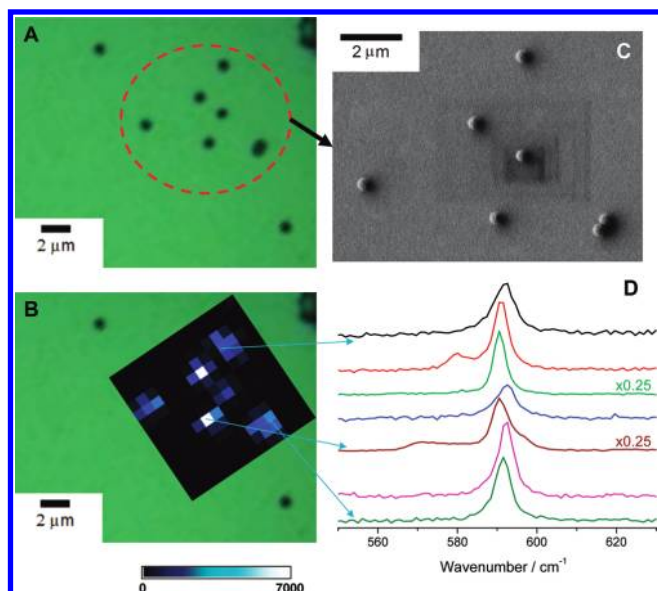 A
2 μm
2 μm
C
B
2 μm
0 7000
D
x0.25
x0.25
560 580 600 620
Wavenumber / cm⁻¹